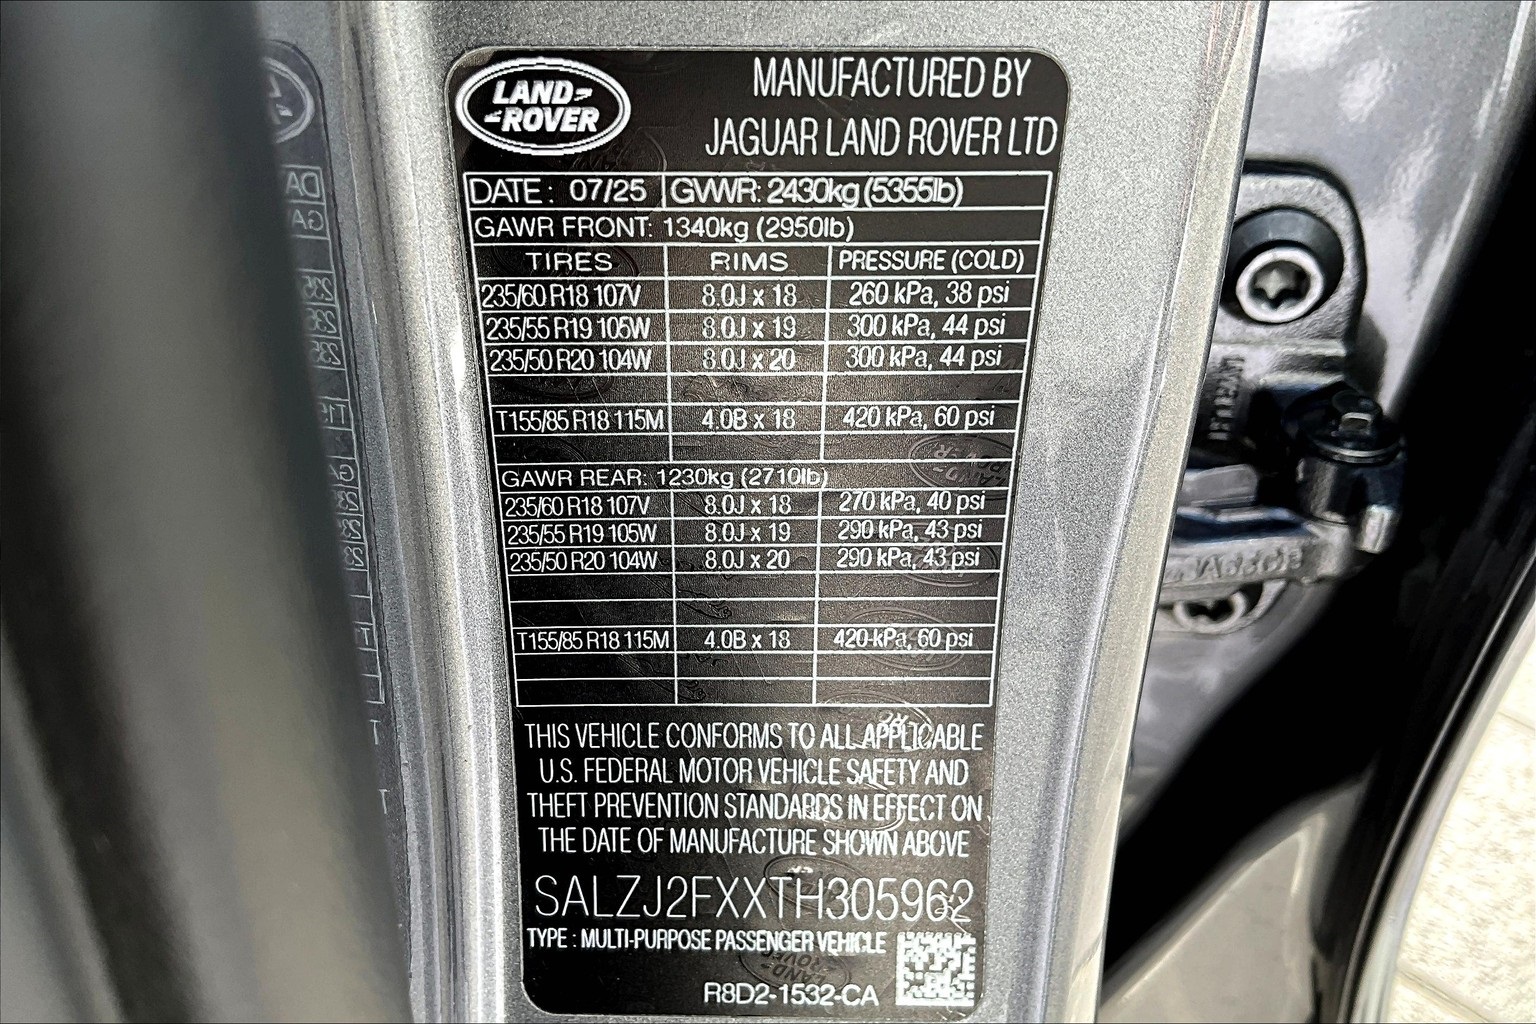 LAND
ROVER
MANUFACTURED BY
JAGUAR LAND ROVER LTD
DATE: 07/25 GVWR: 2430kg (5355lb)
GAWR FRONT: 1340kg (2950lb)
TIRES RIMS PRESSURE (COLD)
235/60 R18 107V 8.0J x 18 260 kPa, 38 psi
235/55 R19 105W 8.0J x 19 300 kPa, 44 psi
235/50 R20 104W 8.0J x 20 300 kPa, 44 psi
T155/85 R18 115M 4.0B x 18 420 kPa, 60 psi
GAWR REAR: 1230kg (2710lb)
235/60 R18 107V 8.0J x 18 270 kPa, 40 psi
235/55 R19 105W 8.0J x 19 290 kPa, 43 psi
235/50 R20 104W 8.0J x 20 290 kPa, 43 psi
T155/85 R18 115M 4.0B x 18 420 kPa, 60 psi
THIS VEHICLE CONFORMS TO ALL APPLICABLE
U.S. FEDERAL MOTOR VEHICLE SAFETY AND
THEFT PREVENTION STANDARDS IN EFFECT ON
THE DATE OF MANUFACTURE SHOWN ABOVE
SALZJ2FXXTH305962
TYPE : MULTI-PURPOSE PASSENGER VEHICLE
R8D2-1532-CA